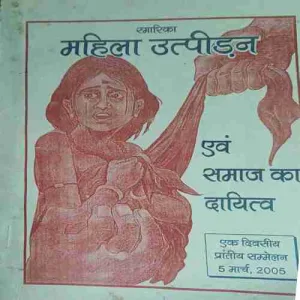 स्मारिका
महिला उत्पीड़न
एवं
समाज का
दायित्व
एक दिवसीय
प्रांतीय सम्मेलन
5 मार्च, 2005